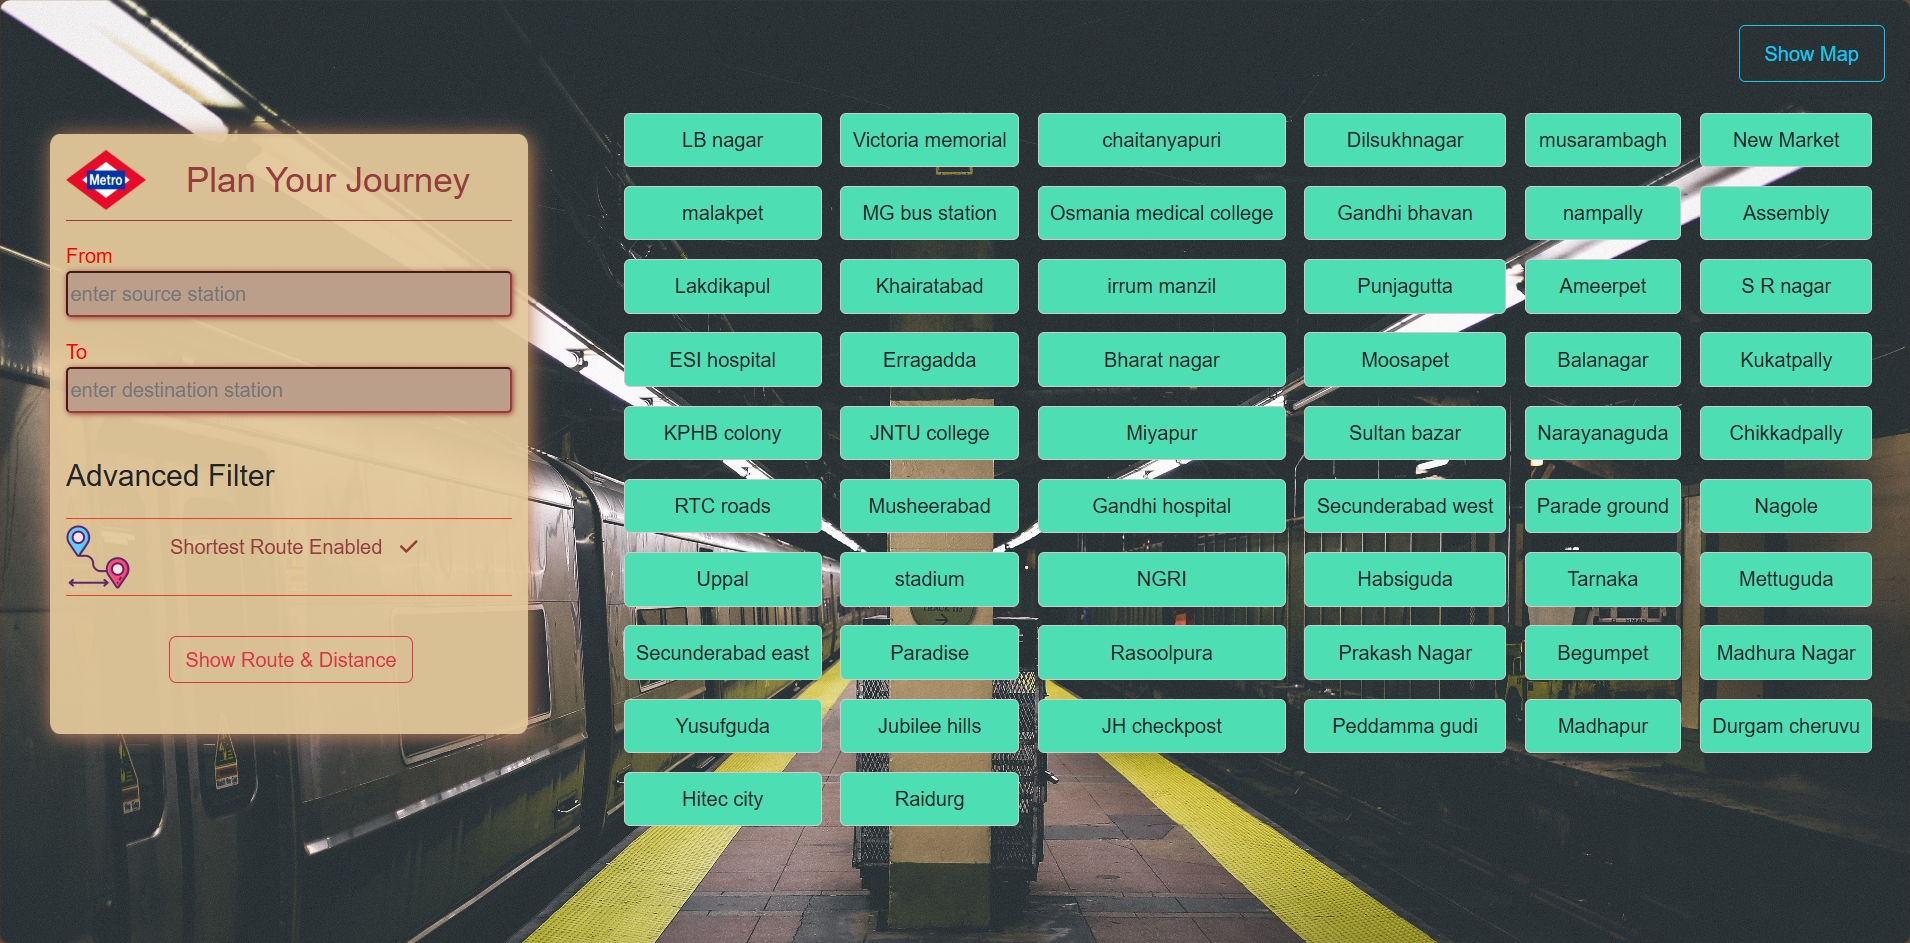 Show Map
Metro
Plan Your Journey
From
enter source station
To
enter destination station
Advanced Filter
Shortest Route Enabled
Show Route & Distance
LB nagar
Victoria memorial
chaitanyapuri
Dilsukhnagar
musarambagh
New Market
malakpet
MG bus station
Osmania medical college
Gandhi bhavan
nampally
Assembly
Lakdikapul
Khairatabad
irrum manzil
Punjagutta
Ameerpet
S R nagar
ESI hospital
Erragadda
Bharat nagar
Moosapet
Balanagar
Kukatpally
KPHB colony
JNTU college
Miyapur
Sultan bazar
Narayanaguda
Chikkadpally
RTC roads
Musheerabad
Gandhi hospital
Secunderabad west
Parade ground
Nagole
Uppal
stadium
NGRI
Habsiguda
Tarnaka
Mettuguda
Secunderabad east
Paradise
Rasoolpura
Prakash Nagar
Begumpet
Madhura Nagar
Yusufguda
Jubilee hills
JH checkpost
Peddamma gudi
Madhapur
Durgam cheruvu
Hitec city
Raidurg